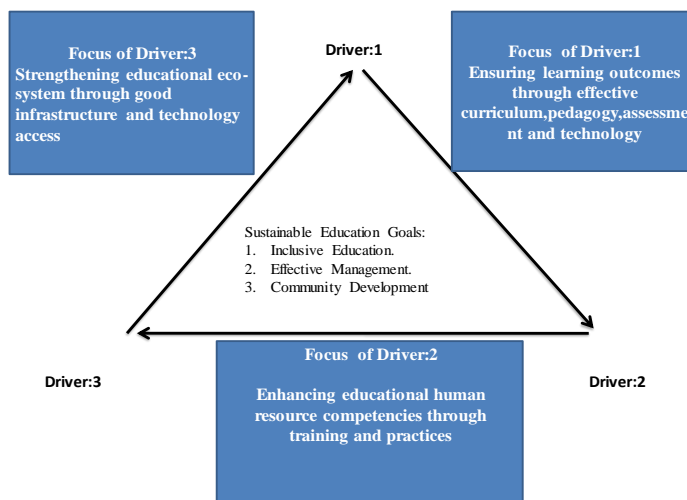 Focus of Driver:3
Strengthening educational eco-
system through good
infrastructure and technology
access
Driver:1
Focus of Driver:1
Ensuring learning outcomes
through effective
curriculum,pedagogy,assessme
nt and technology
Sustainable Education Goals:
1. Inclusive Education.
2. Effective Management.
3. Community Development
Driver:3
Focus of Driver:2
Enhancing educational human
resource competencies through
training and practices
Driver:2